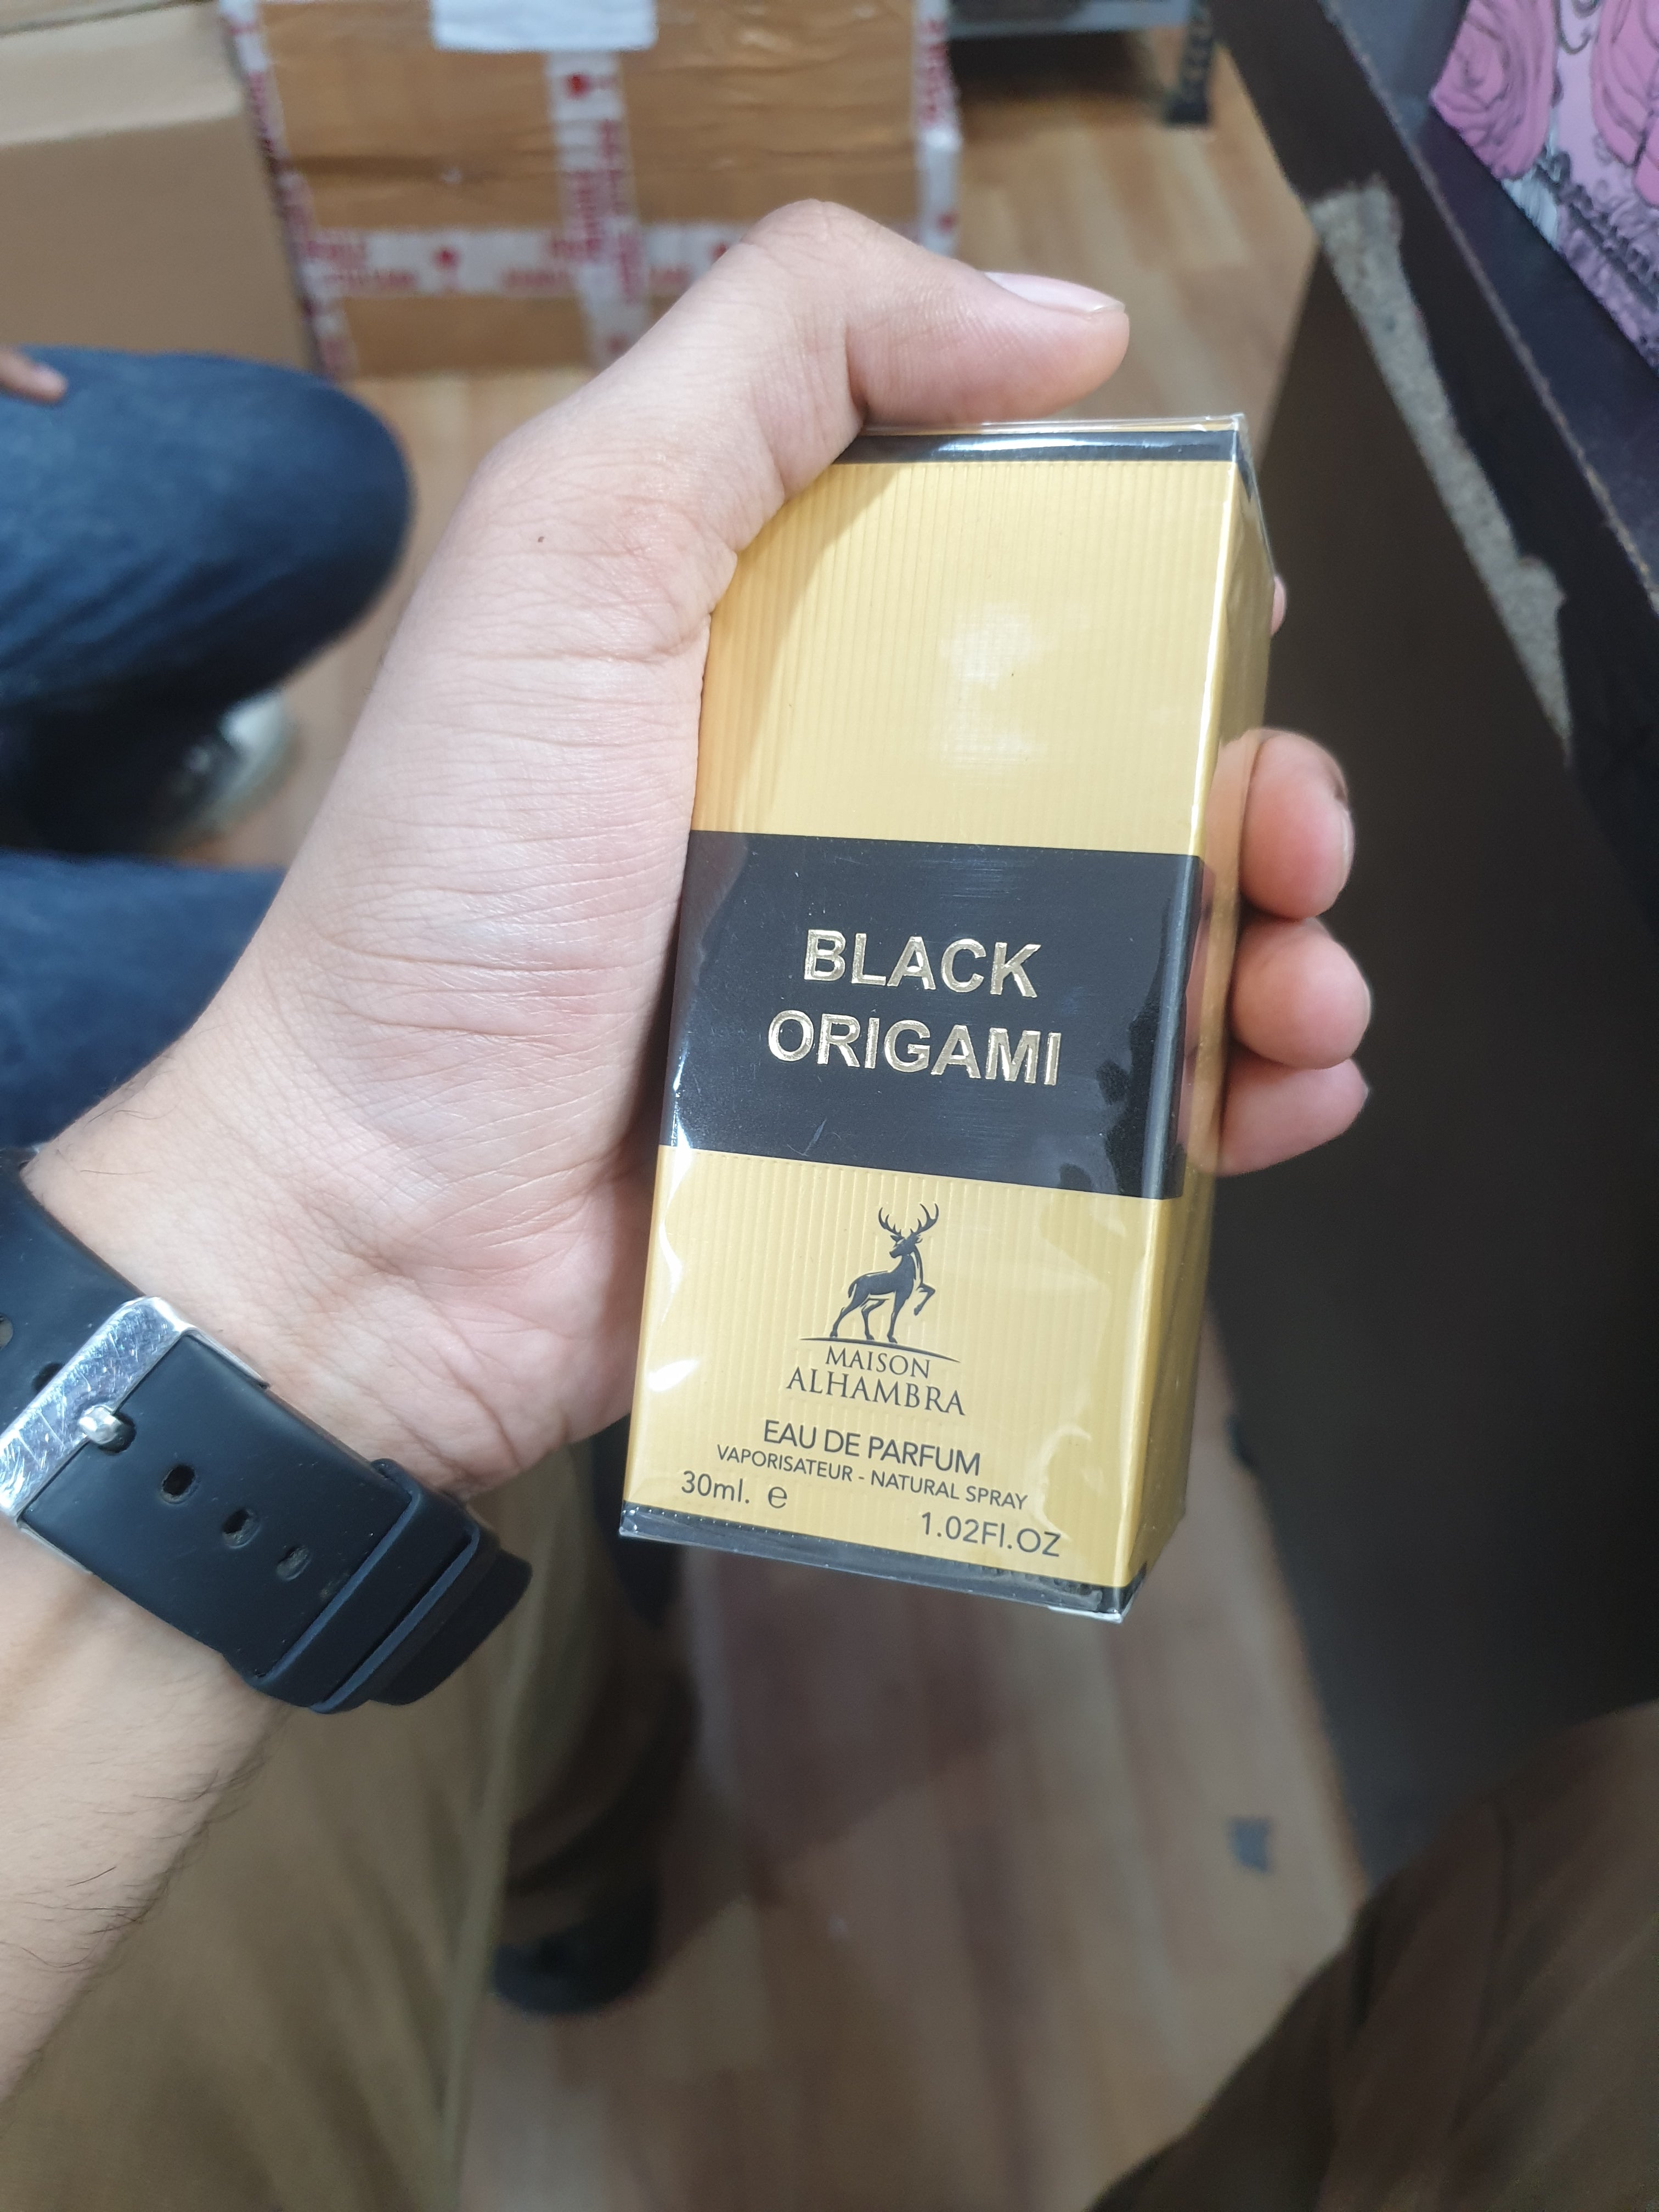 BLACK
ORIGAMI
MAISON
ALHAMBRA
EAU DE PARFUM
VAPORISATEUR - NATURAL SPRAY
30ml. ℮
1.02Fl.OZ